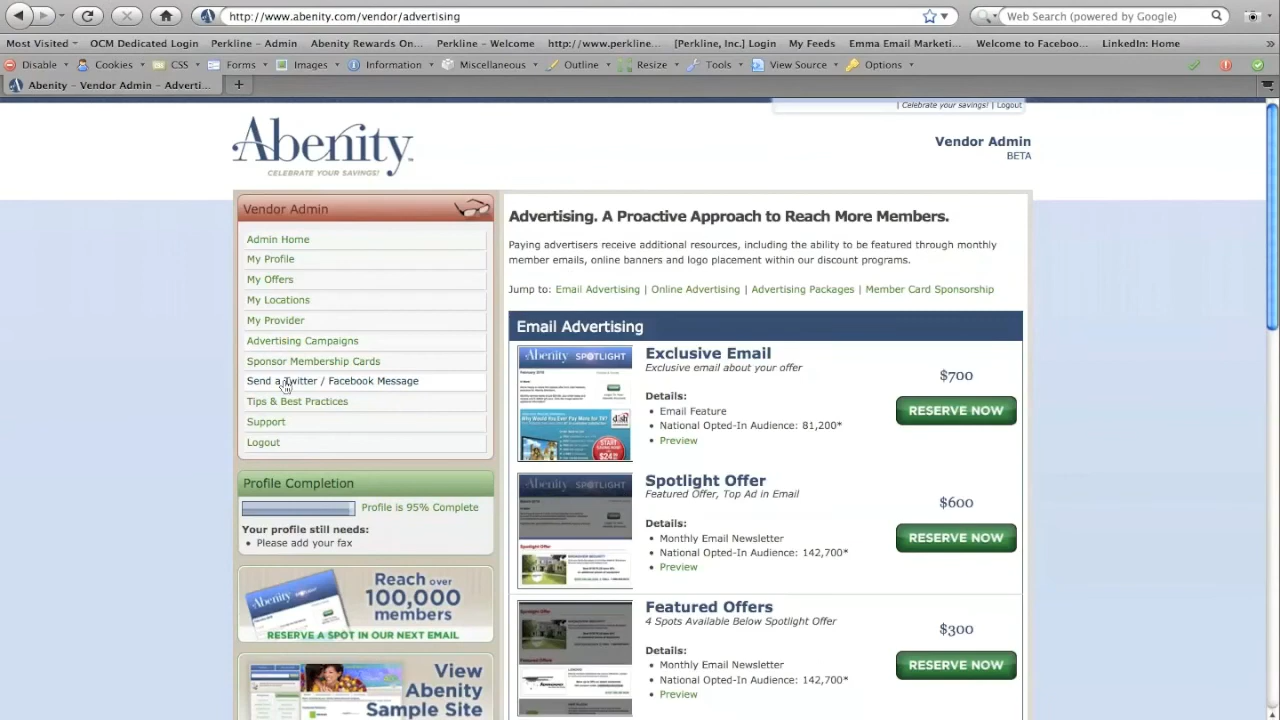 http://www.abenity.com/vendor/advertising
Web Search (powered by Google)
Most Visited
OCM Dedicated Login
Perkline – Admin
Abenity Rewards On...
Perkline – Welcome
http://www.perkline...
[Perkline, Inc.] Login
My Feeds
Emma Email Marketi...
Welcome to Faceboo...
LinkedIn: Home
Disable
Cookies
CSS
Forms
Images
Information
Miscellaneous
Outline
Resize
Tools
View Source
Options
Abenity – Vendor Admin – Adverti...
| Celebrate your savings! | Logout
Abenity
CELEBRATE YOUR SAVINGS!
Vendor Admin
BETA
Vendor Admin
Admin Home
My Profile
My Offers
My Locations
My Provider
Advertising Campaigns
Sponsor Membership Cards
Send a Twitter / Facebook Message
Tips & Best Practices
Support
Logout
Profile Completion
Profile is 95% Complete
Your profile still needs:
• Please add your fax
Reach over
100,000
members
RESERVE A SPOT IN OUR NEXT EMAIL
View
Abenity
Sample Site
Advertising. A Proactive Approach to Reach More Members.
Paying advertisers receive additional resources, including the ability to be featured through monthly
member emails, online banners and logo placement within our discount programs.
Jump to: Email Advertising | Online Advertising | Advertising Packages | Member Card Sponsorship
Email Advertising
Abenity SPOTLIGHT
Exclusive Email
Exclusive email about your offer
Details:
• Email Feature
• National Opted-In Audience: 81,200*
• Preview
$700
RESERVE NOW
Abenity SPOTLIGHT
Spotlight Offer
Spotlight Offer
Featured Offer, Top Ad in Email
Details:
• Monthly Email Newsletter
• National Opted-In Audience: 142,700*
• Preview
$600
RESERVE NOW
Featured Offers
4 Spots Available Below Spotlight Offer
Details:
• Monthly Email Newsletter
• National Opted-In Audience: 142,700*
• Preview
$300
RESERVE NOW